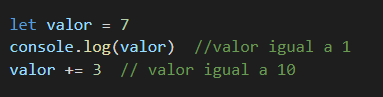 let valor = 7
console.log(valor)  //valor igual a 1
valor += 3  // valor igual a 10